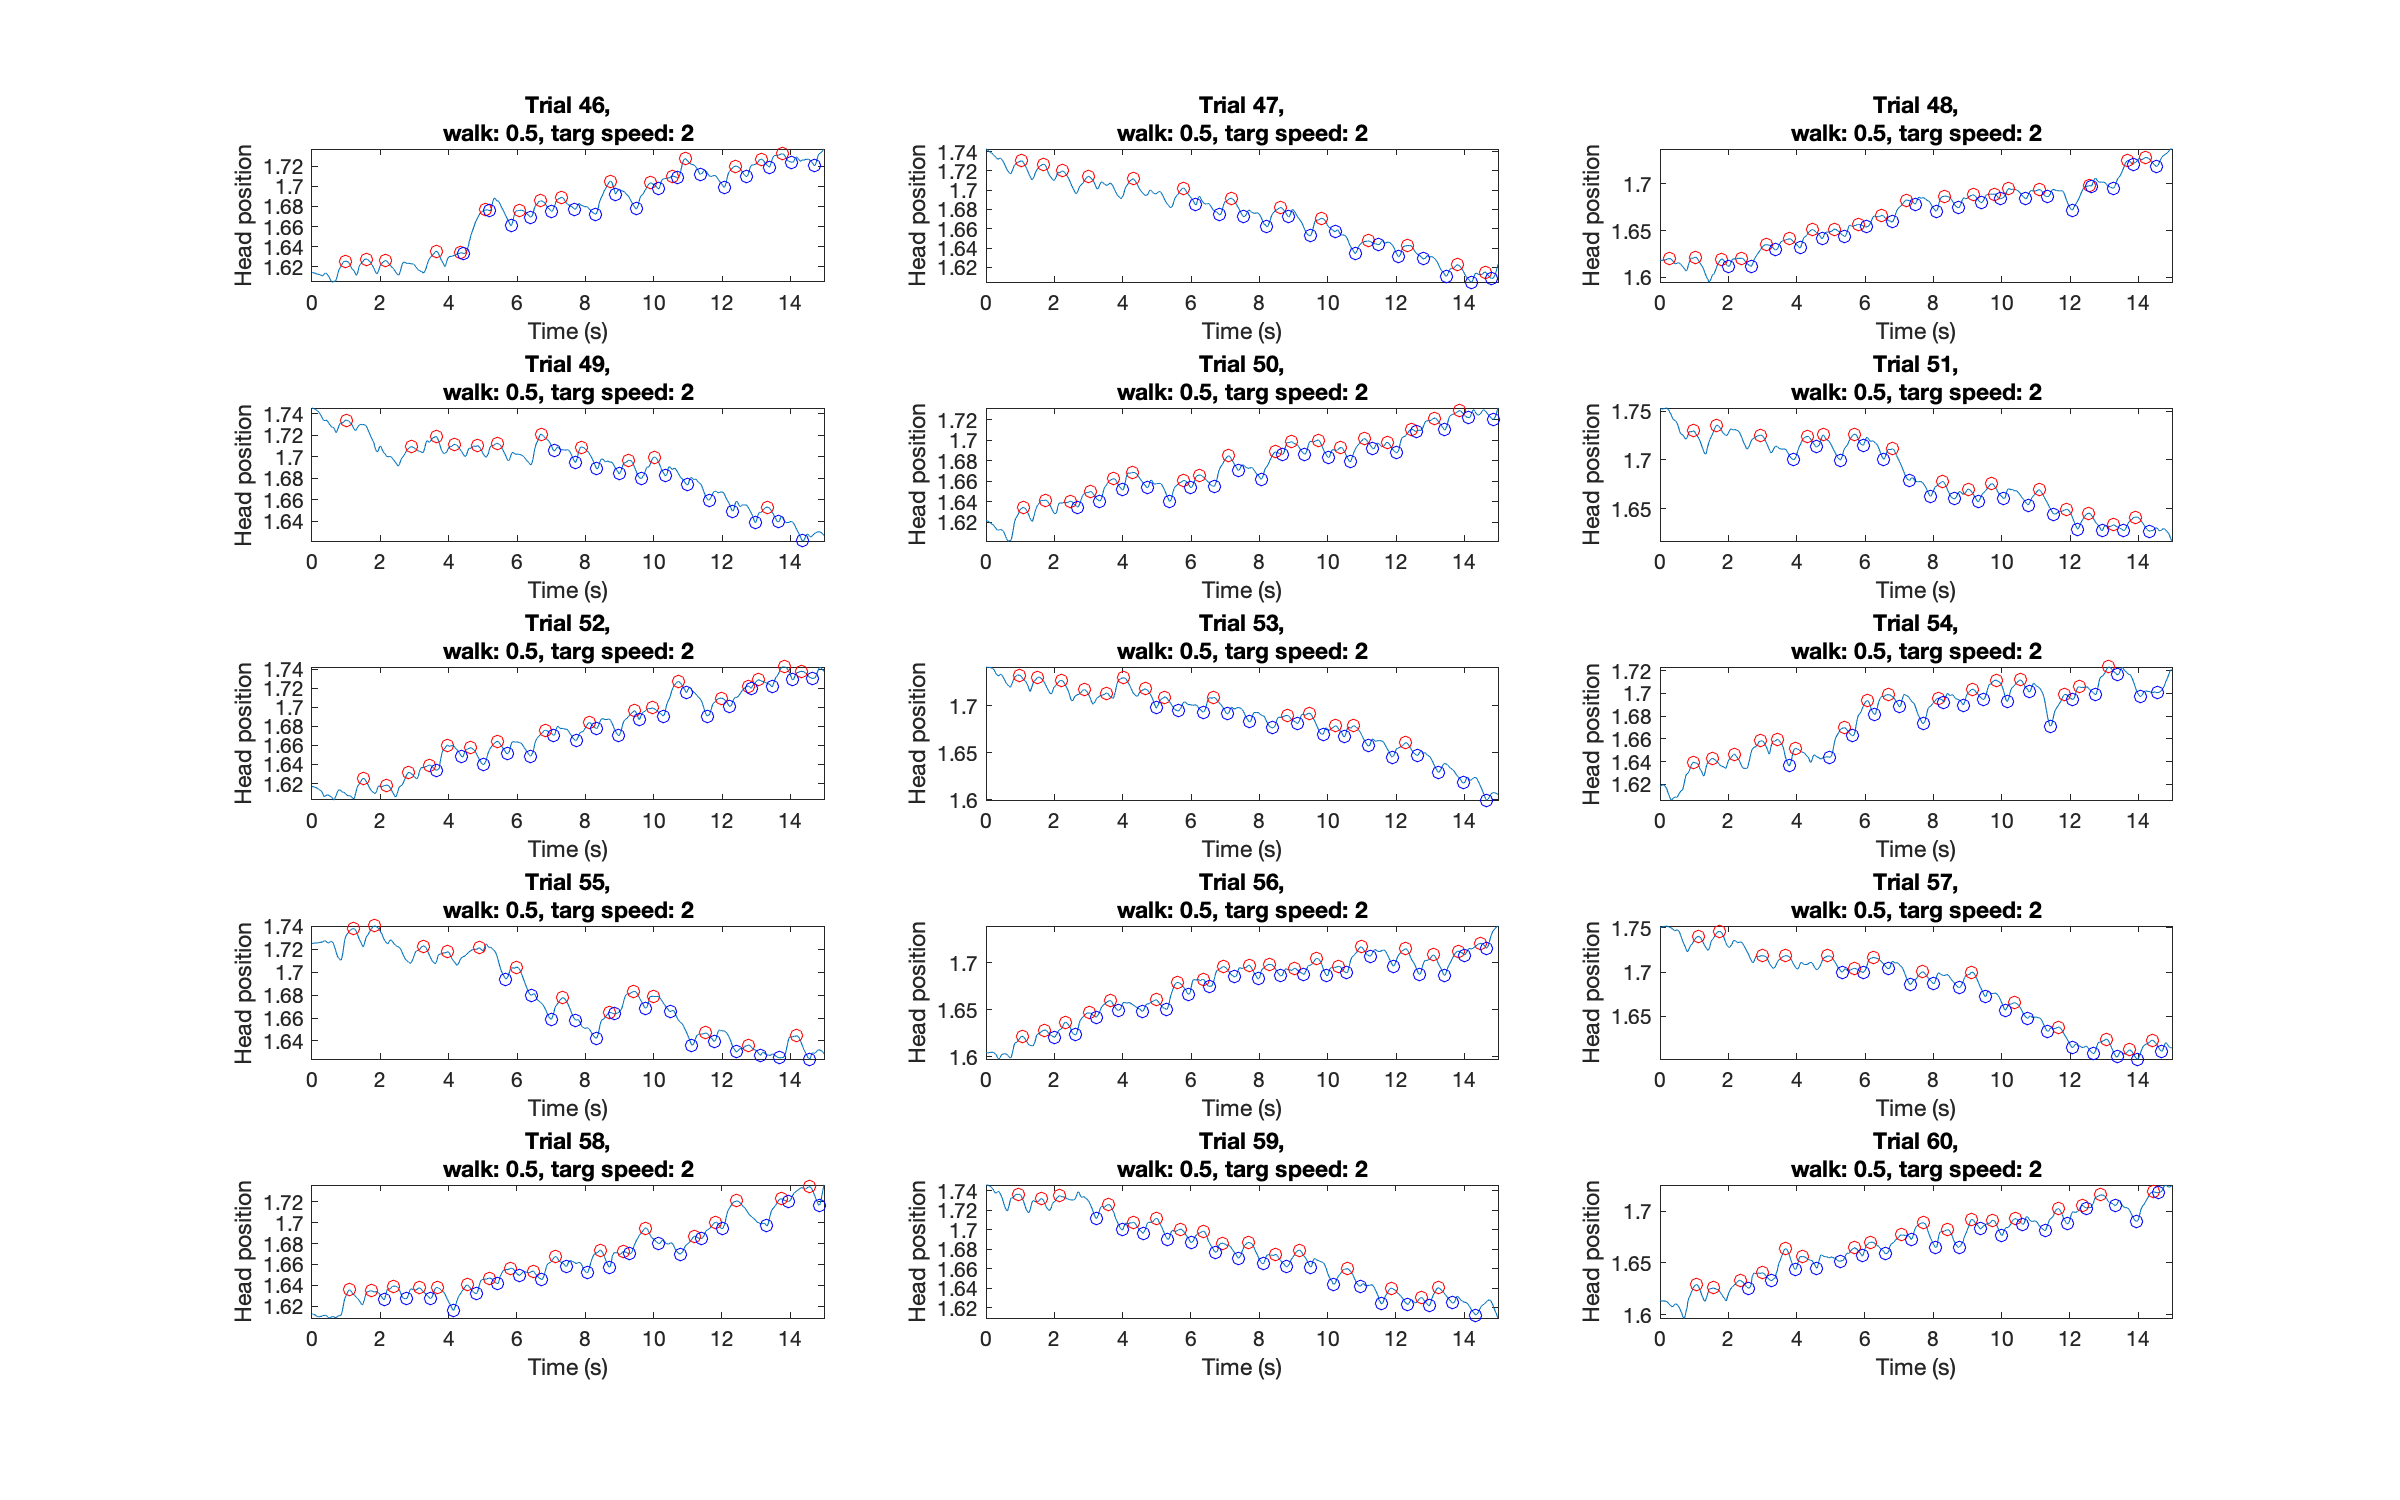 Trial 46,
walk: 0.5, targ speed: 2
Head position
1.72
1.7
1.68
1.66
1.64
1.62
0 2 4 6 8 10 12 14
Time (s)
Trial 47,
walk: 0.5, targ speed: 2
Head position
1.74
1.72
1.7
1.68
1.66
1.64
1.62
0 2 4 6 8 10 12 14
Time (s)
Trial 48,
walk: 0.5, targ speed: 2
Head position
1.7
1.65
1.6
0 2 4 6 8 10 12 14
Time (s)
Trial 49,
walk: 0.5, targ speed: 2
Head position
1.74
1.72
1.7
1.68
1.66
1.64
0 2 4 6 8 10 12 14
Time (s)
Trial 50,
walk: 0.5, targ speed: 2
Head position
1.72
1.7
1.68
1.66
1.64
1.62
0 2 4 6 8 10 12 14
Time (s)
Trial 51,
walk: 0.5, targ speed: 2
Head position
1.75
1.7
1.65
0 2 4 6 8 10 12 14
Time (s)
Trial 52,
walk: 0.5, targ speed: 2
Head position
1.74
1.72
1.7
1.68
1.66
1.64
1.62
0 2 4 6 8 10 12 14
Time (s)
Trial 53,
walk: 0.5, targ speed: 2
Head position
1.7
1.65
1.6
0 2 4 6 8 10 12 14
Time (s)
Trial 54,
walk: 0.5, targ speed: 2
Head position
1.72
1.7
1.68
1.66
1.64
1.62
0 2 4 6 8 10 12 14
Time (s)
Trial 55,
walk: 0.5, targ speed: 2
Head position
1.74
1.72
1.7
1.68
1.66
1.64
0 2 4 6 8 10 12 14
Time (s)
Trial 56,
walk: 0.5, targ speed: 2
Head position
1.7
1.65
1.6
0 2 4 6 8 10 12 14
Time (s)
Trial 57,
walk: 0.5, targ speed: 2
Head position
1.75
1.7
1.65
0 2 4 6 8 10 12 14
Time (s)
Trial 58,
walk: 0.5, targ speed: 2
Head position
1.72
1.7
1.68
1.66
1.64
1.62
0 2 4 6 8 10 12 14
Time (s)
Trial 59,
walk: 0.5, targ speed: 2
Head position
1.74
1.72
1.7
1.68
1.66
1.64
1.62
0 2 4 6 8 10 12 14
Time (s)
Trial 60,
walk: 0.5, targ speed: 2
Head position
1.7
1.65
1.6
0 2 4 6 8 10 12 14
Time (s)